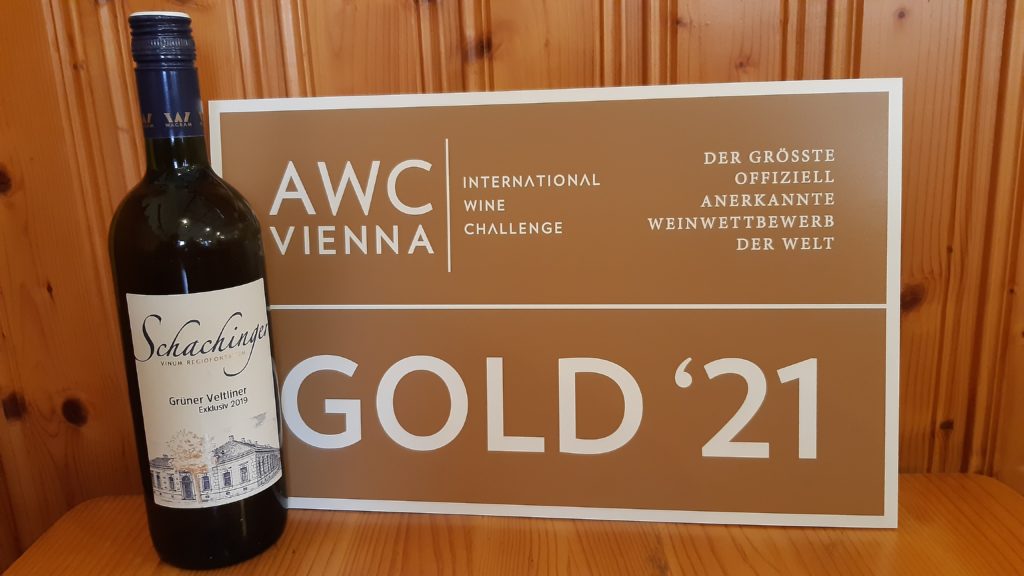 WAGRAM
Schachinger
Grüner Veltliner
Exklusiv 2019
AWC
VIENNA
INTERNATIONAL
WINE
CHALLENGE
DER GRÖSSTE
OFFIZIELL
ANERKANNTE
WEINWETTBEWERB
DER WELT
GOLD ‘21